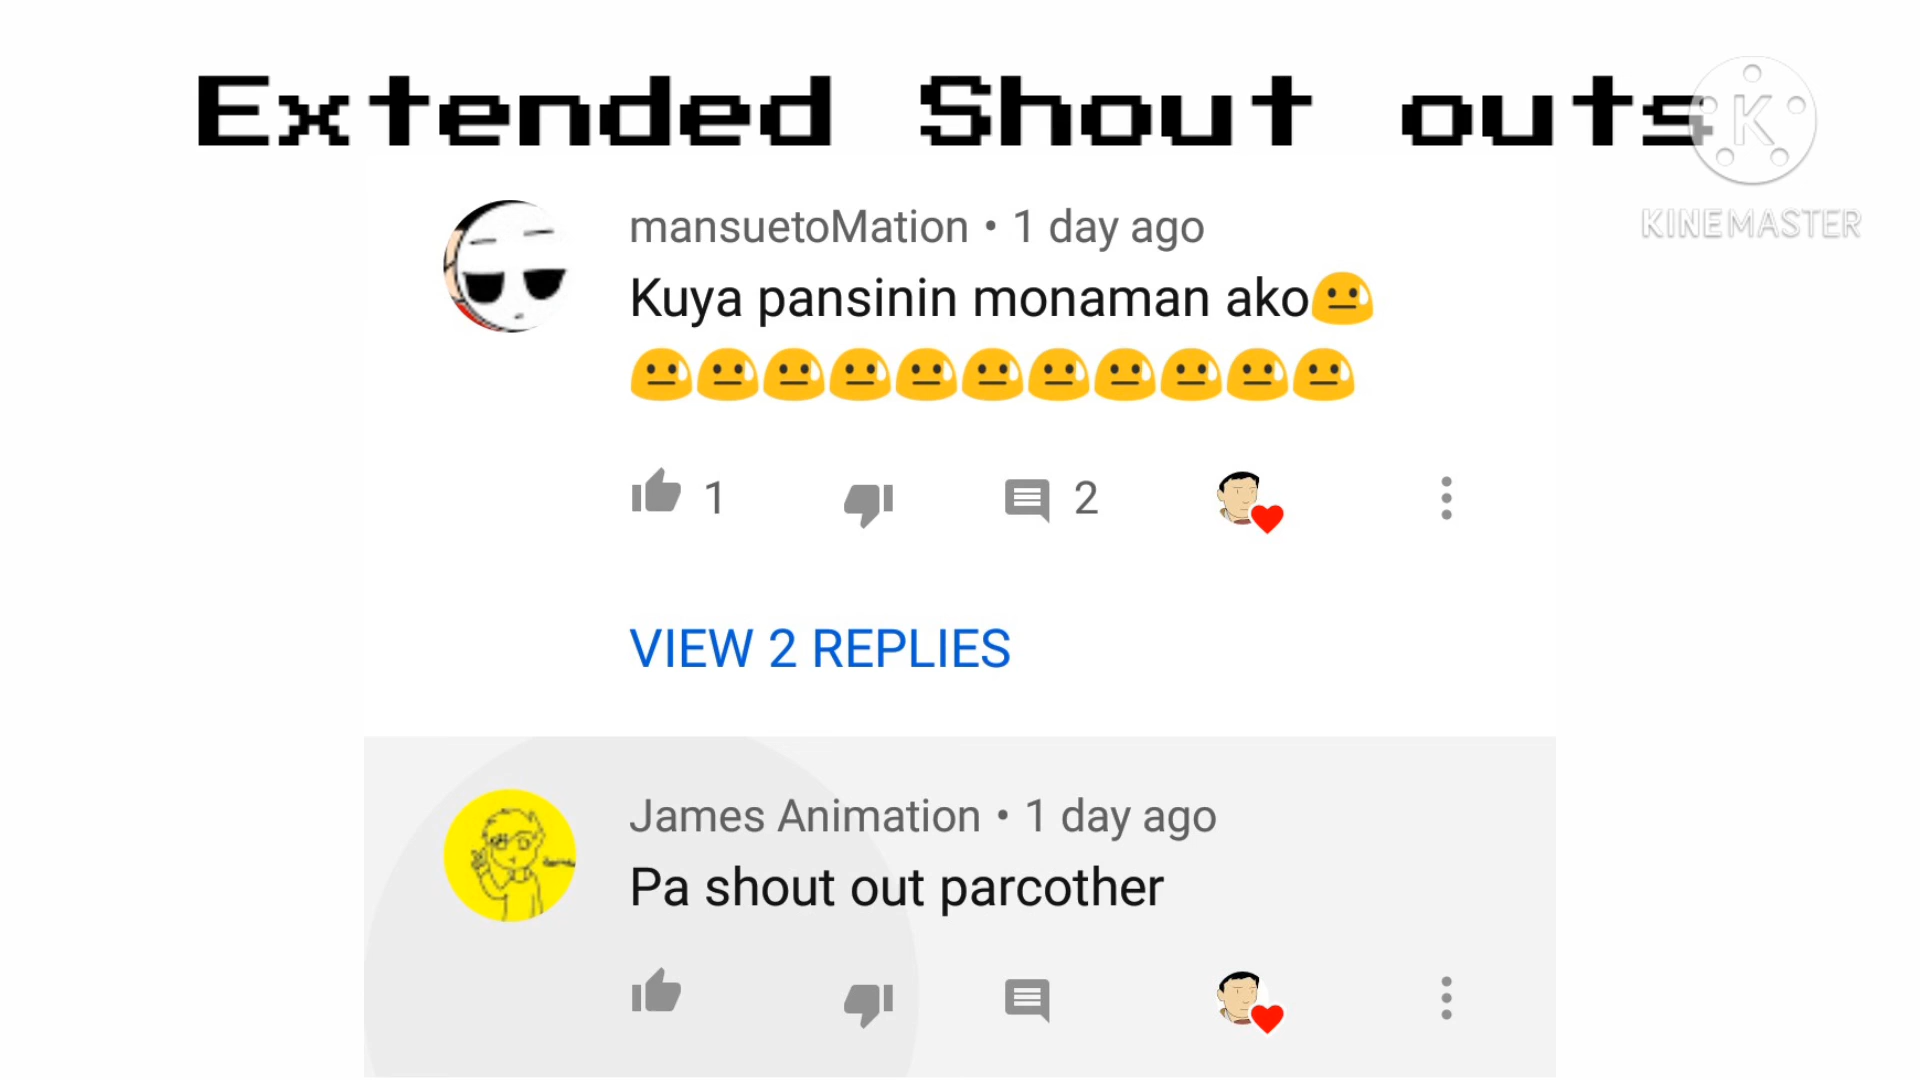 Extended Shout outs
K
KINEMASTER
mansuetoMation • 1 day ago
Kuya pansinin monaman ako😓
😓😓😓😓😓😓😓😓😓😓😓
1 2
VIEW 2 REPLIES
James Animation • 1 day ago
Pa shout out parcother